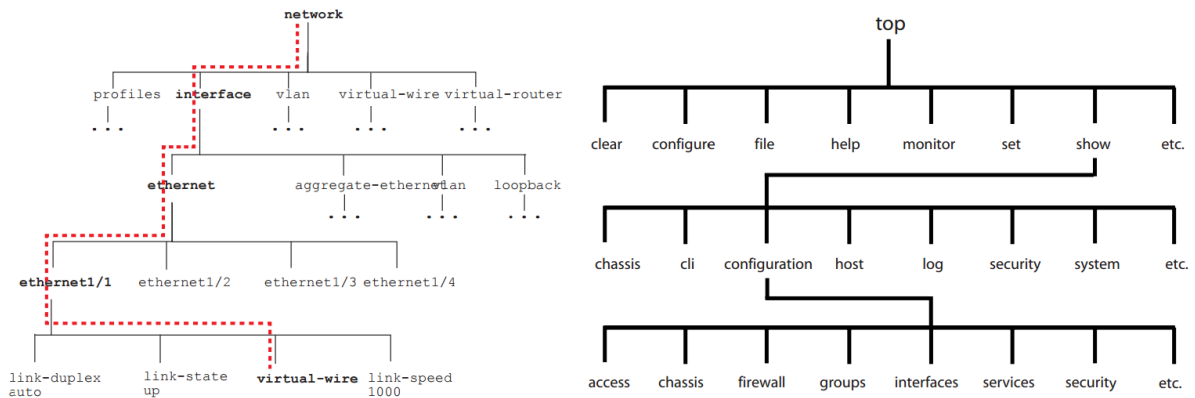 network
profiles interface vlan virtual-wire virtual-router
... ... ... ...
ethernet aggregate-ethernet vlan loopback
... ... ...
ethernet1/1 ethernet1/2 ethernet1/3 ethernet1/4
link-duplex link-state virtual-wire link-speed
auto up 1000
top
clear configure file help monitor set show etc.
chassis cli configuration host log security system etc.
access chassis firewall groups interfaces services security etc.